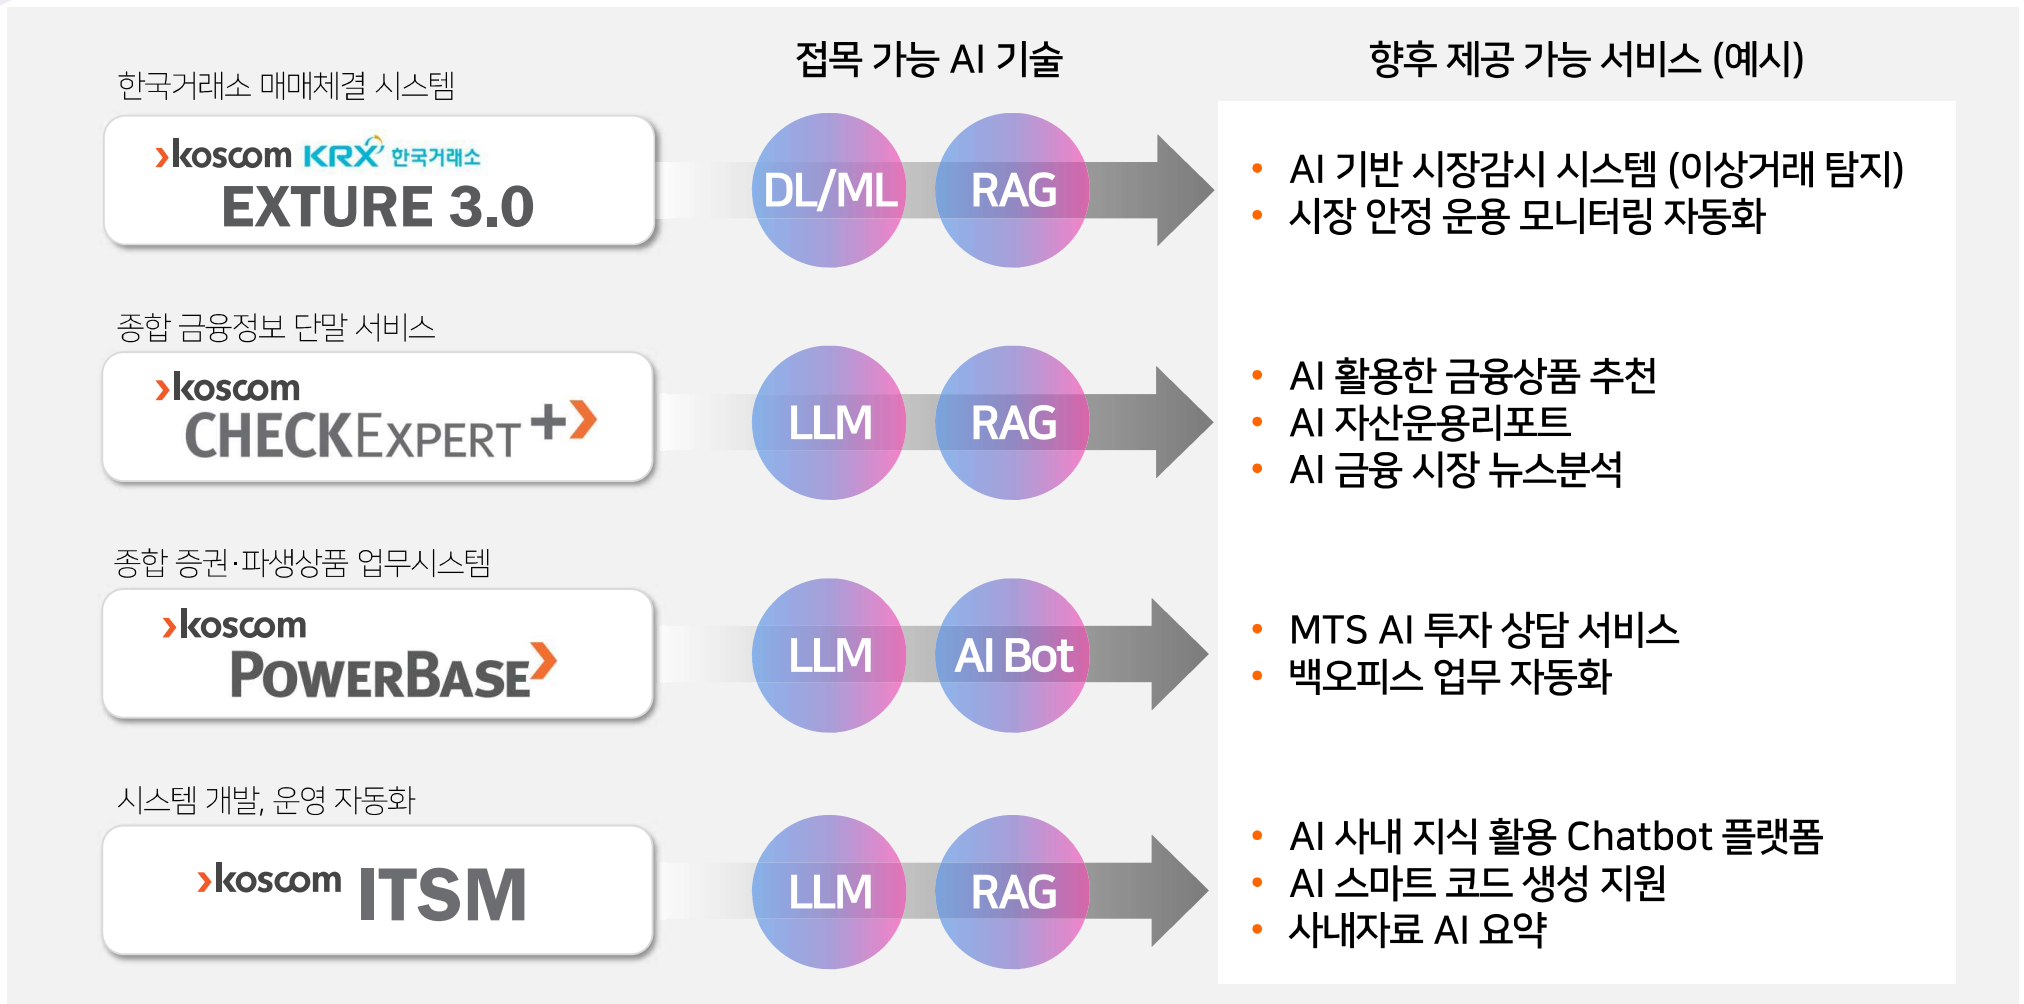 접목 가능 AI 기술
향후 제공 가능 서비스 (예시)
한국거래소 매매체결 시스템
koscom KRX 한국거래소
EXTURE 3.0
DL/ML
RAG
• AI 기반 시장감시 시스템 (이상거래 탐지)
• 시장 안정 운용 모니터링 자동화
종합 금융정보 단말 서비스
koscom
CHECKEXPERT+
LLM
RAG
• AI 활용한 금융상품 추천
• AI 자산운용리포트
• AI 금융 시장 뉴스분석
종합 증권·파생상품 업무시스템
koscom
POWERBASE
LLM
AI Bot
• MTS AI 투자 상담 서비스
• 백오피스 업무 자동화
시스템 개발, 운영 자동화
koscom ITSM
LLM
RAG
• AI 사내 지식 활용 Chatbot 플랫폼
• AI 스마트 코드 생성 지원
• 사내자료 AI 요약